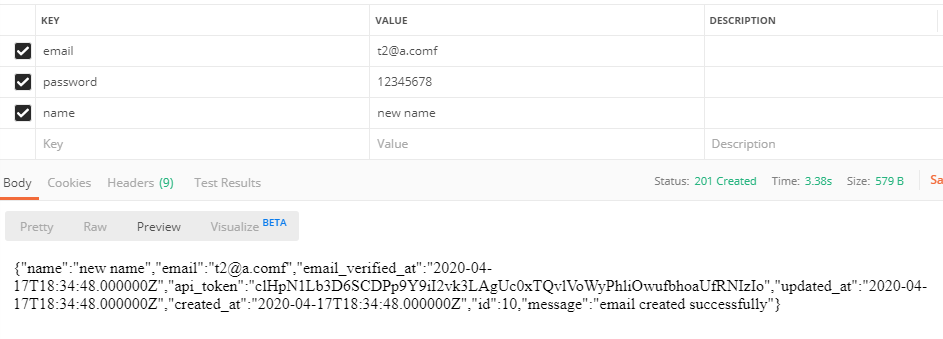 KEY VALUE DESCRIPTION
email t2@a.comf
password 12345678
name new name
Key Value Description
Body Cookies Headers (9) Test Results Status: 201 Created Time: 3.38s Size: 579 B Sa
Pretty Raw Preview Visualize BETA
{"name":"new name","email":"t2@a.comf","email_verified_at":"2020-04-
17T18:34:48.000000Z","api_token":"clHpN1Lb3D6SCDPp9Y9iI2vk3LAgUc0xTQvlVoWyPhliOwufbhoaUfRNIzIo","updated_at":"2020-04-
17T18:34:48.000000Z","created_at":"2020-04-17T18:34:48.000000Z","id":10,"message":"email created successfully"}